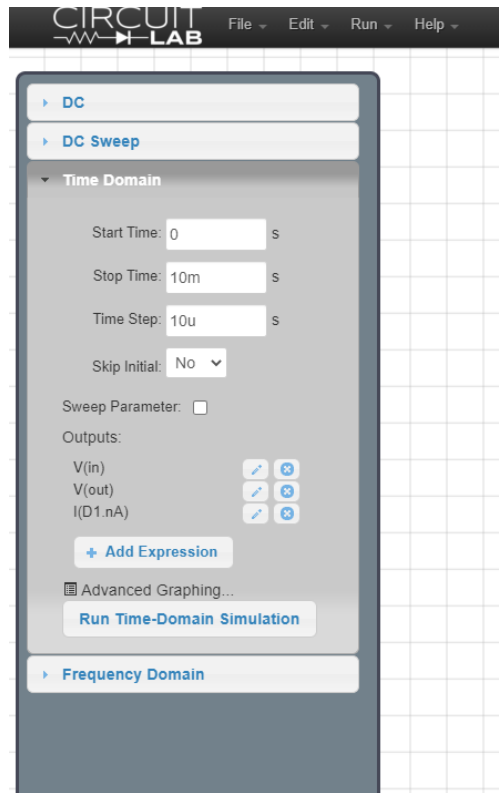 CIRCUIT
LAB
File Edit Run Help
DC
DC Sweep
Time Domain
Start Time: 0 s
Stop Time: 10m s
Time Step: 10u s
Skip Initial: No
Sweep Parameter:
Outputs:
V(in)
V(out)
I(D1.nA)
+ Add Expression
Advanced Graphing...
Run Time-Domain Simulation
Frequency Domain